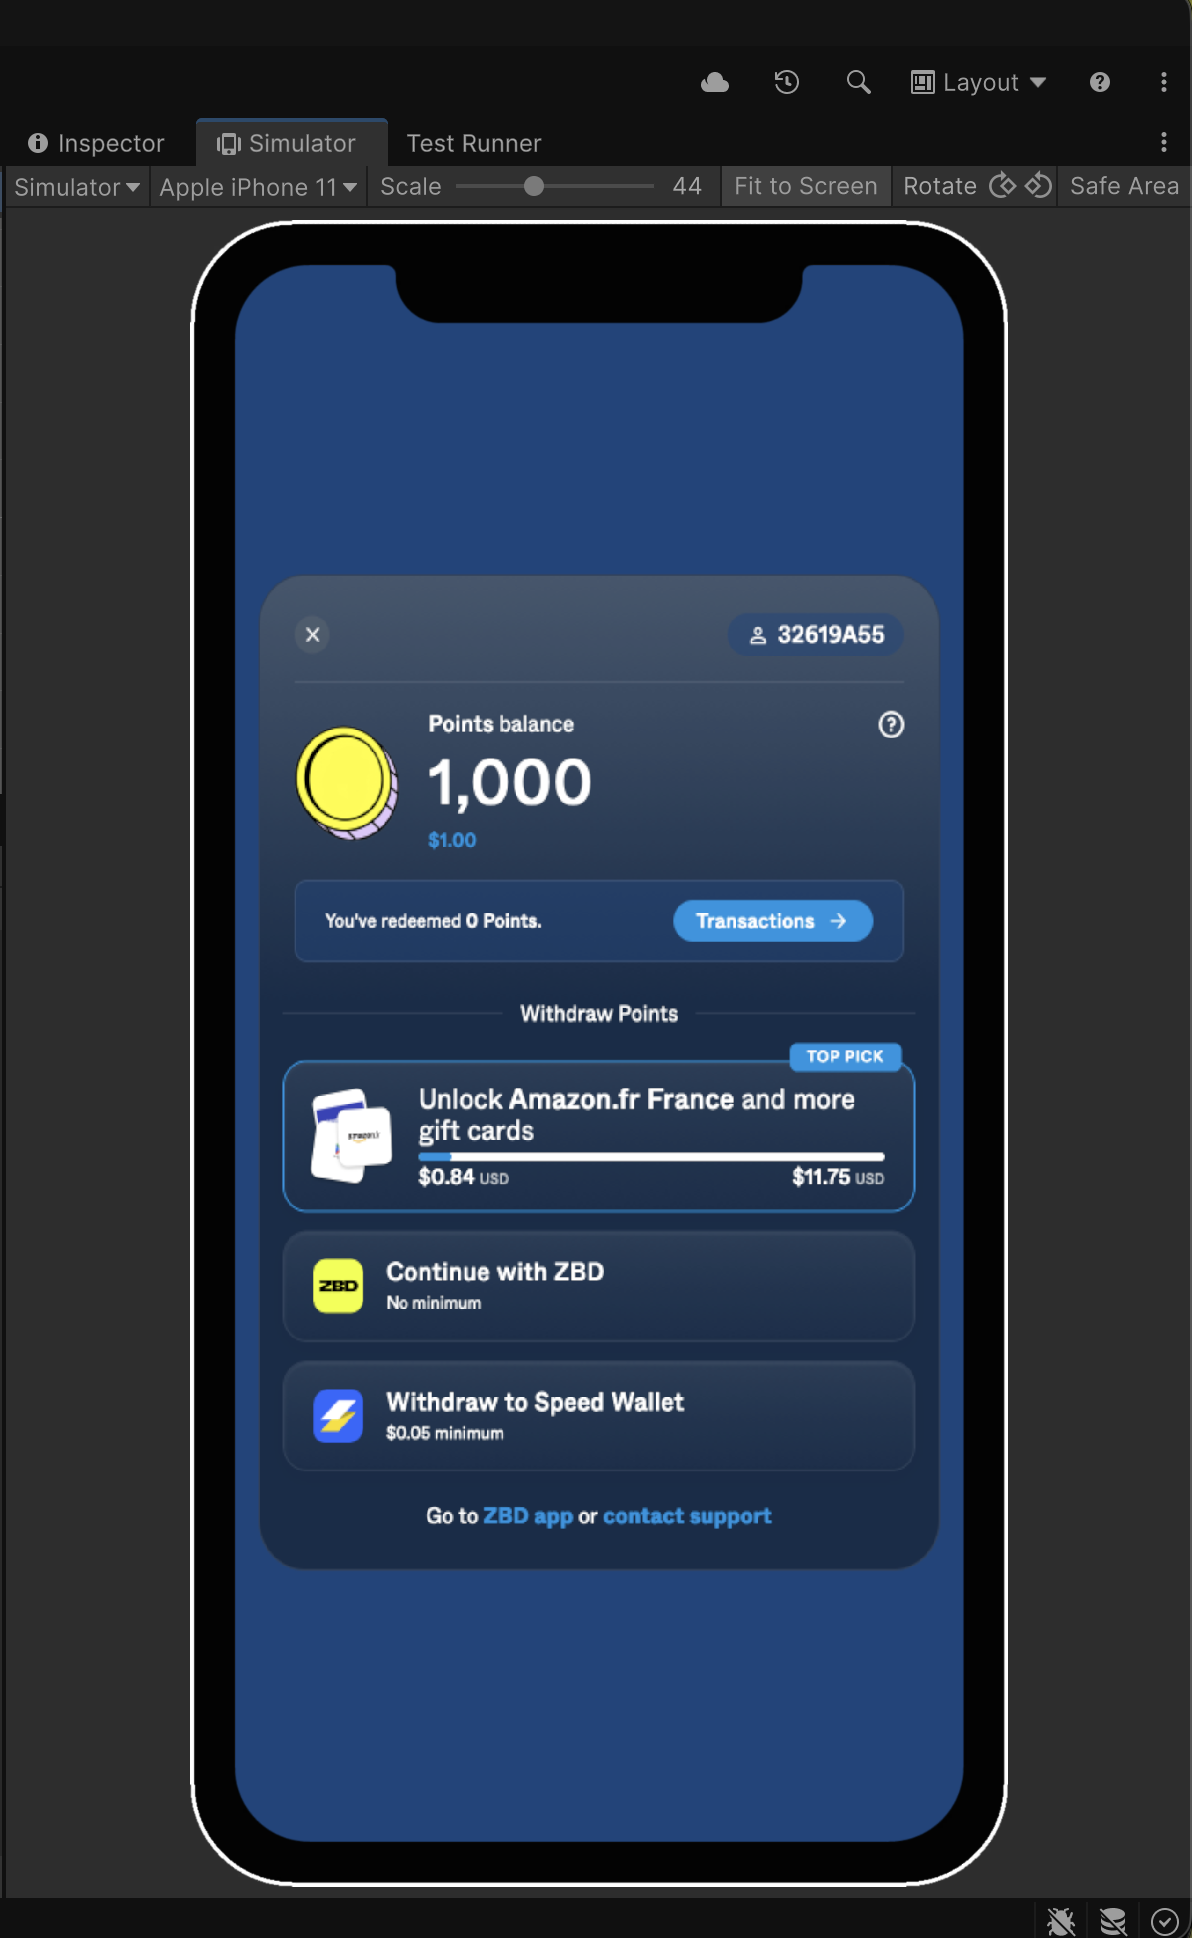 Layout
Inspector
Simulator
Test Runner
Simulator
Apple iPhone 11
Scale
44
Fit to Screen
Rotate
Safe Area
32619A55
Points balance
1,000
$1.00
You've redeemed 0 Points.
Transactions
Withdraw Points
TOP PICK
Unlock Amazon.fr France and more
gift cards
$0.84 USD
$11.75 USD
ZBD
Continue with ZBD
No minimum
Withdraw to Speed Wallet
$0.05 minimum
Go to ZBD app or contact support